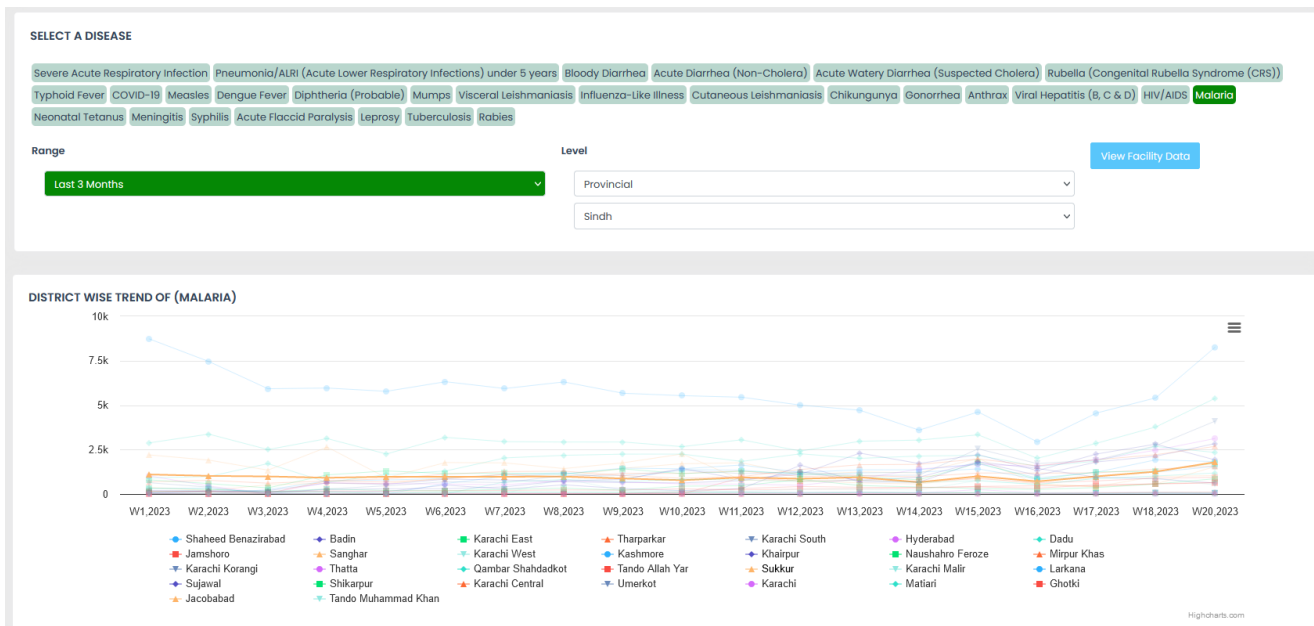 SELECT A DISEASE
Severe Acute Respiratory Infection Pneumonia/ALRI (Acute Lower Respiratory Infections) under 5 years Bloody Diarrhea Acute Diarrhea (Non-Cholera) Acute Watery Diarrhea (Suspected Cholera) Rubella (Congenital Rubella Syndrome (CRS))
Typhoid Fever COVID-19 Measles Dengue Fever Diphtheria (Probable) Mumps Visceral Leishmaniasis Influenza-Like Illness Cutaneous Leishmaniasis Chikungunya Gonorrhea Anthrax Viral Hepatitis (B, C & D) HIV/AIDS Malaria
Neonatal Tetanus Meningitis Syphilis Acute Flaccid Paralysis Leprosy Tuberculosis Rabies
Range Level View Facility Data
Last 3 Months Provincial
Sindh
DISTRICT WISE TREND OF (MALARIA)
10k
7.5k
5k
2.5k
0
W1,2023 W2,2023 W3,2023 W4,2023 W5,2023 W6,2023 W7,2023 W8,2023 W9,2023 W10,2023 W11,2023 W12,2023 W13,2023 W14,2023 W15,2023 W16,2023 W17,2023 W18,2023 W20,2023
Shaheed Benazirabad Badin Karachi East Tharparkar Karachi South Hyderabad Dadu
Jamshoro Sanghar Karachi West Kashmore Khairpur Naushahro Feroze Mirpur Khas
Karachi Korangi Thatta Qambar Shahdadkot Tando Allah Yar Sukkur Karachi Malir Larkana
Sujawal Shikarpur Karachi Central Umerkot Karachi Matiari Ghotki
Jacobabad Tando Muhammad Khan
Highcharts.com